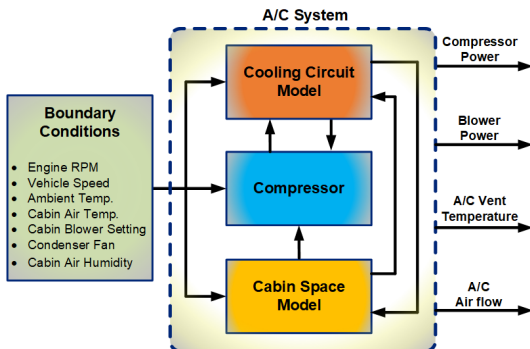 A/C System
Boundary
Conditions
• Engine RPM
• Vehicle Speed
• Ambient Temp.
• Cabin Air Temp.
• Cabin Blower Setting
• Condenser Fan
• Cabin Air Humidity
Cooling Circuit
Model
Compressor
Cabin Space
Model
Compressor
Power
Blower
Power
A/C Vent
Temperature
A/C
Air flow